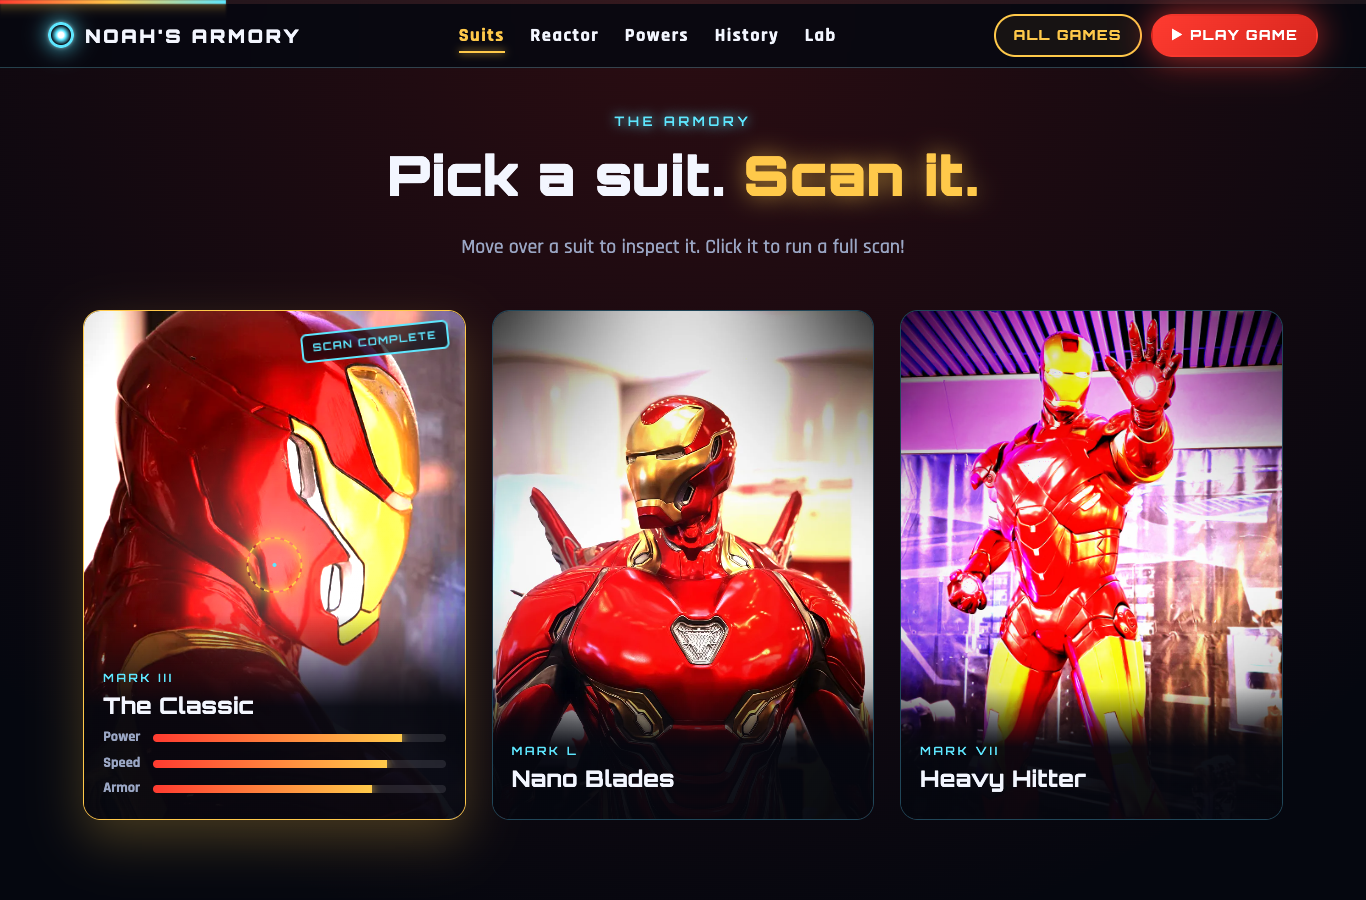 NOAH'S ARMORY
Suits
Reactor
Powers
History
Lab
ALL GAMES
PLAY GAME
THE ARMORY
Pick a suit. Scan it.
Move over a suit to inspect it. Click it to run a full scan!
SCAN COMPLETE
MARK III
The Classic
Power
Speed
Armor
MARK L
Nano Blades
MARK VII
Heavy Hitter